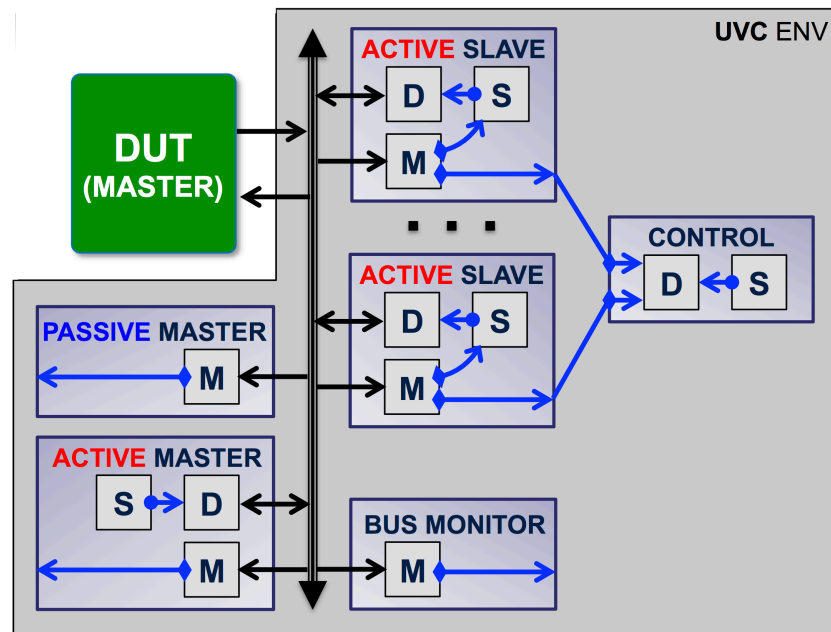 UVC ENV
ACTIVE SLAVE
D
S
M
DUT
(MASTER)
. . .
CONTROL
D
S
ACTIVE SLAVE
D
S
M
PASSIVE MASTER
M
ACTIVE MASTER
S
D
M
BUS MONITOR
M